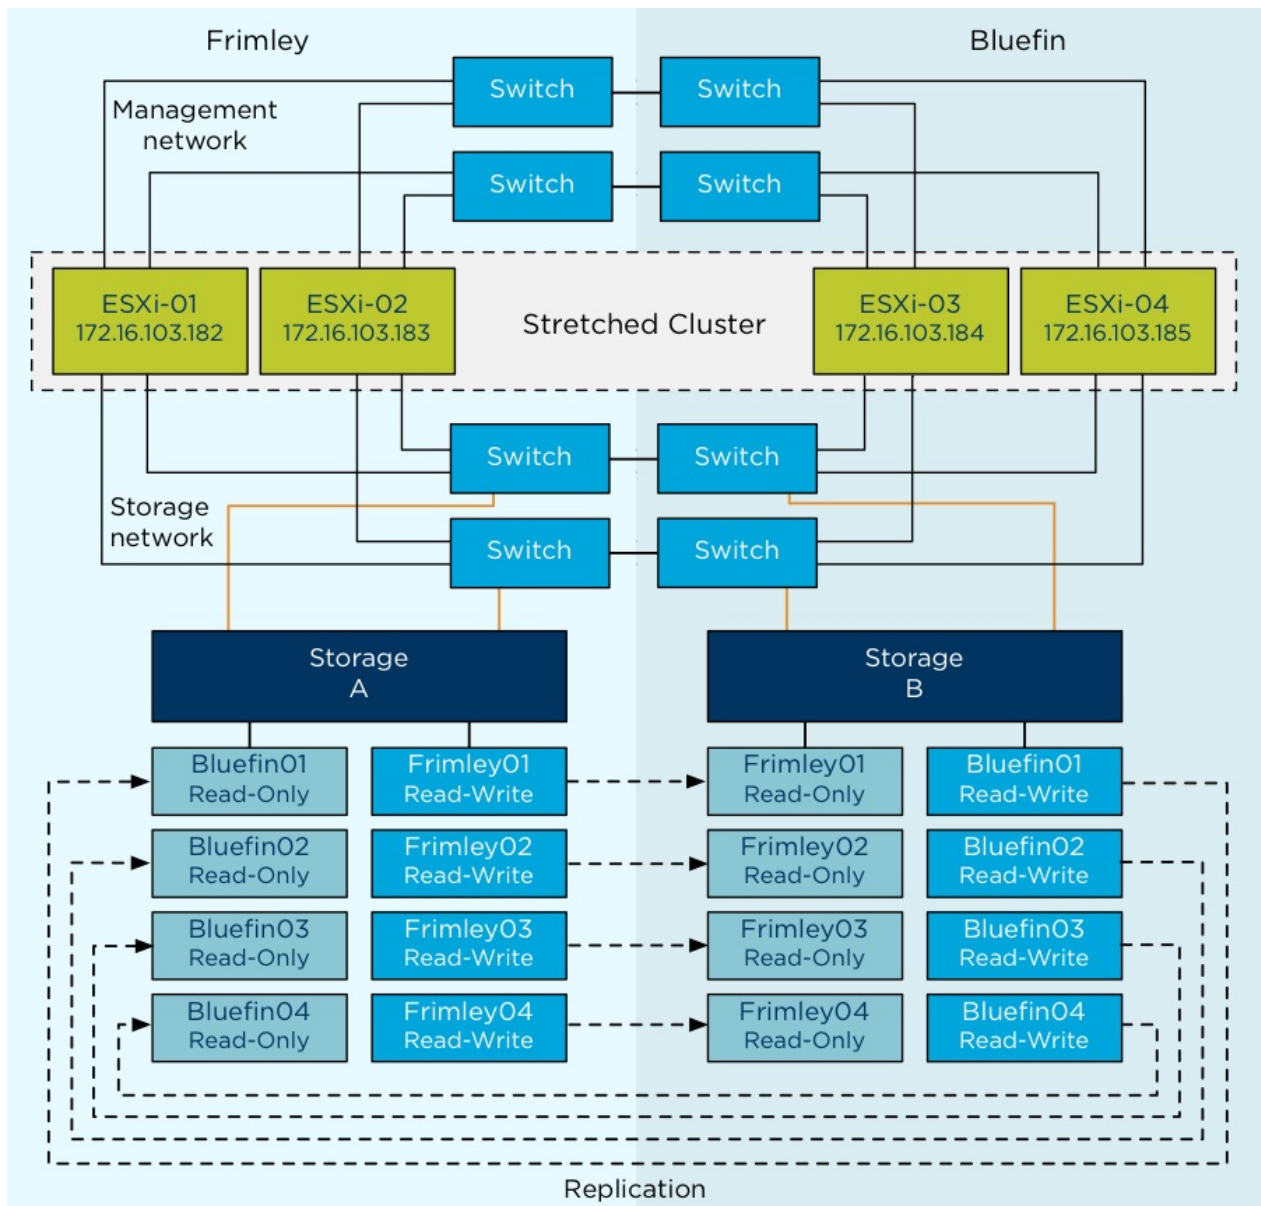 Frimley
Bluefin
Switch
Switch
Management
network
Switch
Switch
ESXi-01
172.16.103.182
ESXi-02
172.16.103.183
Stretched Cluster
ESXi-03
172.16.103.184
ESXi-04
172.16.103.185
Switch
Switch
Storage
network
Switch
Switch
Storage
A
Storage
B
Bluefin01
Read-Only
Frimley01
Read-Write
Frimley01
Read-Only
Bluefin01
Read-Write
Bluefin02
Read-Only
Frimley02
Read-Write
Frimley02
Read-Only
Bluefin02
Read-Write
Bluefin03
Read-Only
Frimley03
Read-Write
Frimley03
Read-Only
Bluefin03
Read-Write
Bluefin04
Read-Only
Frimley04
Read-Write
Frimley04
Read-Only
Bluefin04
Read-Write
Replication